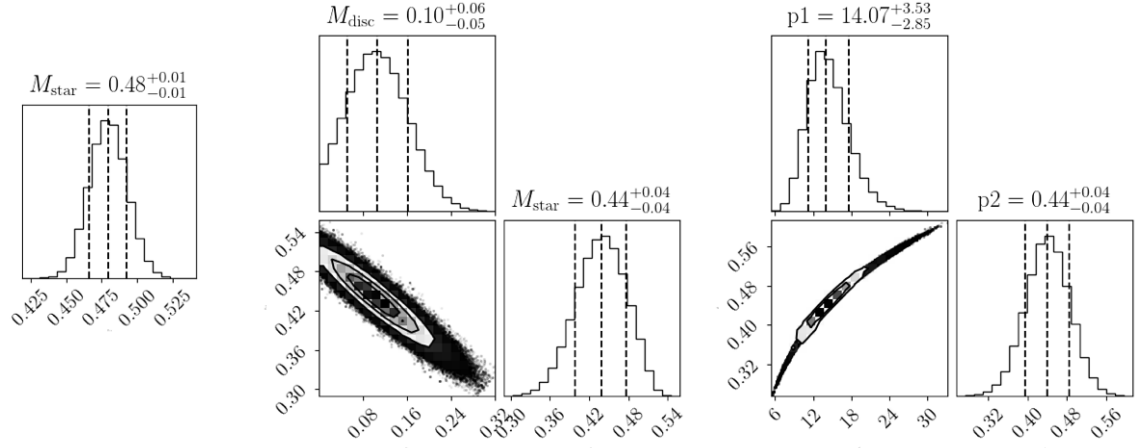 M_disc = 0.10^{+0.06}_{-0.05}
p1 = 14.07^{+3.53}_{-2.85}
M_star = 0.48^{+0.01}_{-0.01}
M_star = 0.44^{+0.04}_{-0.04}
p2 = 0.44^{+0.04}_{-0.04}
0.425 0.450 0.475 0.500 0.525
0.54
0.48
0.42
0.36
0.30
0.08 0.16 0.24 0.32
0.30 0.36 0.42 0.48 0.54
0.56
0.48
0.40
0.32
6 12 18 24 30
0.32 0.40 0.48 0.56